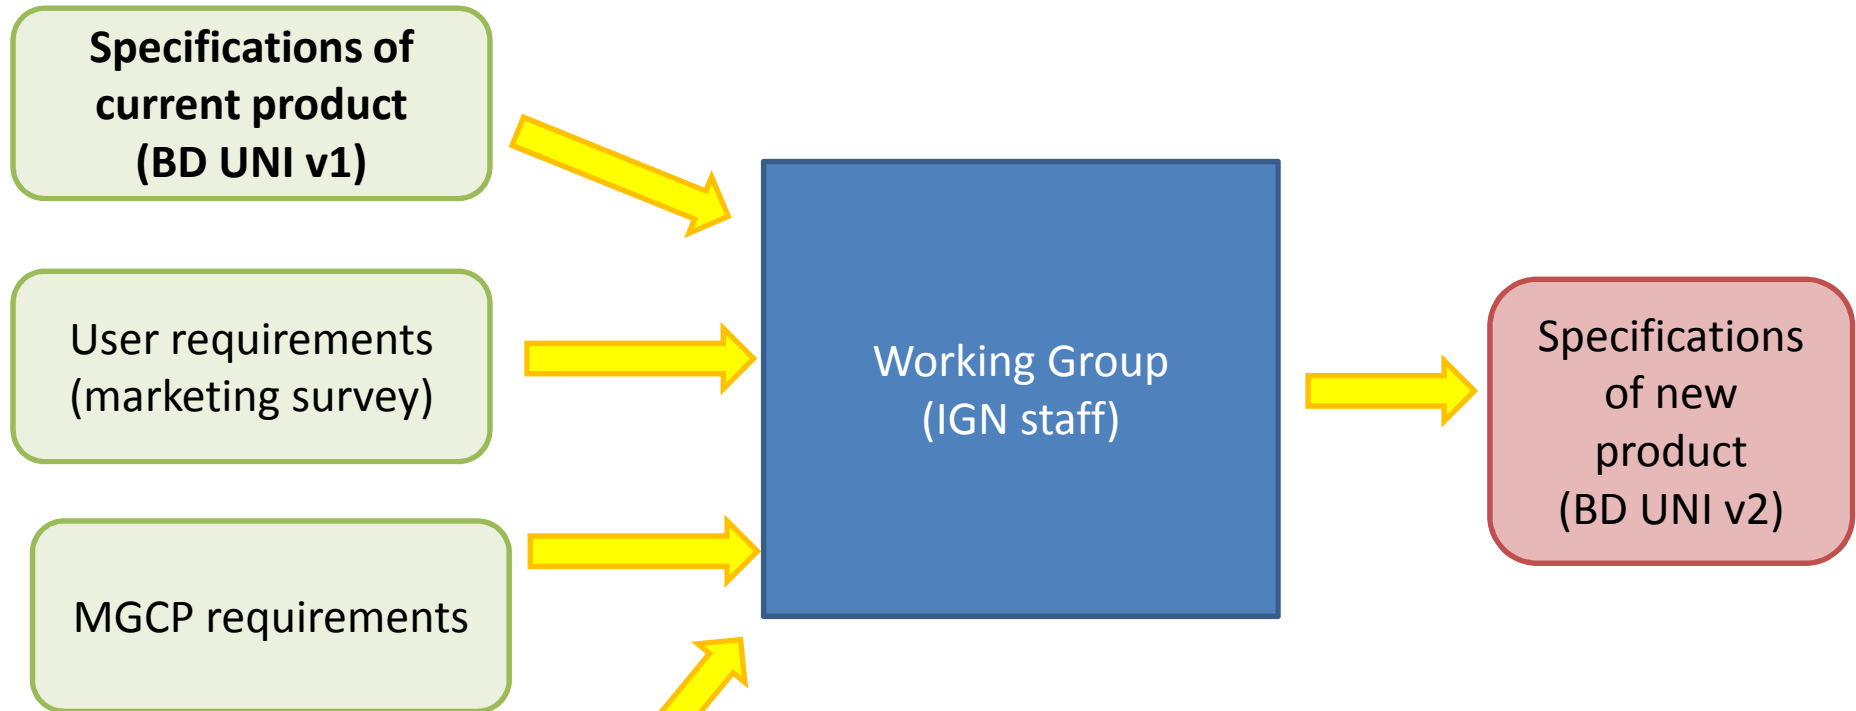 Specifications of
current product
(BD UNI v1)
User requirements
(marketing survey)
MGCP requirements
Working Group
(IGN staff)
Specifications
of new
product
(BD UNI v2)